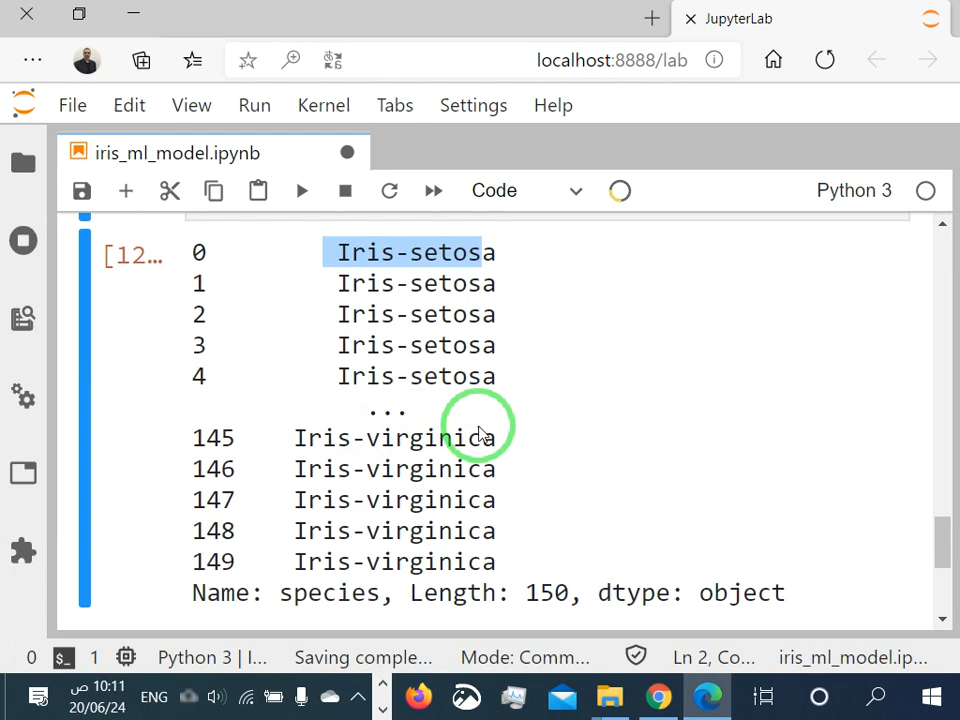 JupyterLab
localhost:8888/lab
File Edit View Run Kernel Tabs Settings Help
iris_ml_model.ipynb
Code Python 3
[12...
0 Iris-setosa
1 Iris-setosa
2 Iris-setosa
3 Iris-setosa
4 Iris-setosa
...
145 Iris-virginica
146 Iris-virginica
147 Iris-virginica
148 Iris-virginica
149 Iris-virginica
Name: species, Length: 150, dtype: object
0 $_ 1 Python 3 | I... Saving comple... Mode: Comm... Ln 2, Co... iris_ml_model.ip...
10:11 ص
20/06/24
ENG